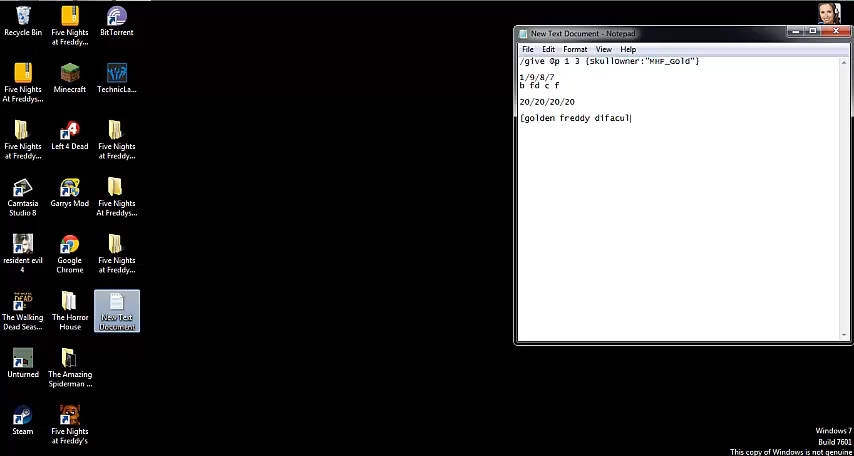 Recycle Bin
Five Nights
at Freddy...
BitTorrent
Five Nights
At Freddys...
Minecraft
TechnicLa...
Five Nights
at Freddy...
Left 4 Dead
Five Nights
at Freddy...
Camtasia
Studio 8
Garrys Mod
Five Nights
At Freddys...
resident evil
4
Google
Chrome
Five Nights
at Freddy...
The Walking
Dead Seas...
The Horror
House
New Text
Document
Unturned
The Amazing
Spiderman ...
Steam
Five Nights
at Freddy's
New Text Document - Notepad
File Edit Format View Help
/give @p 1 3 {SkullOwner:"MHF_Gold"}
1/9/8/7
b fd c f
20/20/20/20
[golden freddy difacul
Windows 7
Build 7601
This copy of Windows is not genuine